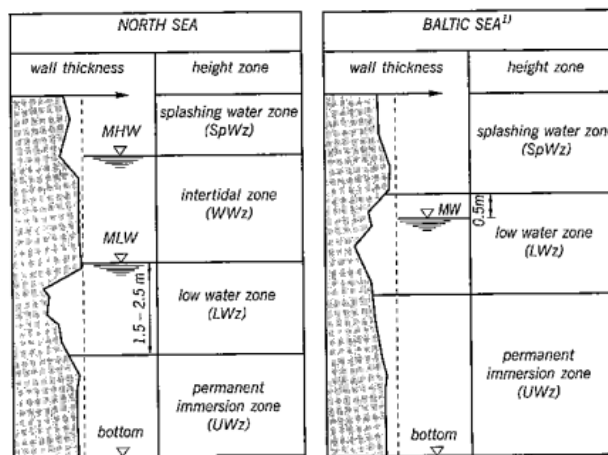 NORTH SEA
wall thickness
height zone
splashing water zone
(SpWz)
MHW
intertidal zone
(WWz)
MLW
low water zone
(LWz)
1.5 – 2.5 m
permanent
immersion zone
(UWz)
bottom
BALTIC SEA1)
wall thickness
height zone
splashing water zone
(SpWz)
MW
0.5m
low water zone
(LWz)
permanent
immersion zone
(UWz)
bottom